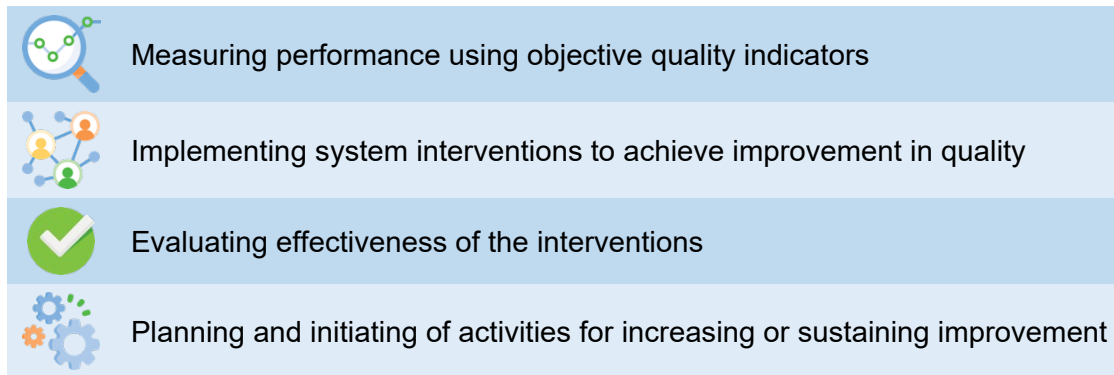 Measuring performance using objective quality indicators
Implementing system interventions to achieve improvement in quality
Evaluating effectiveness of the interventions
Planning and initiating of activities for increasing or sustaining improvement